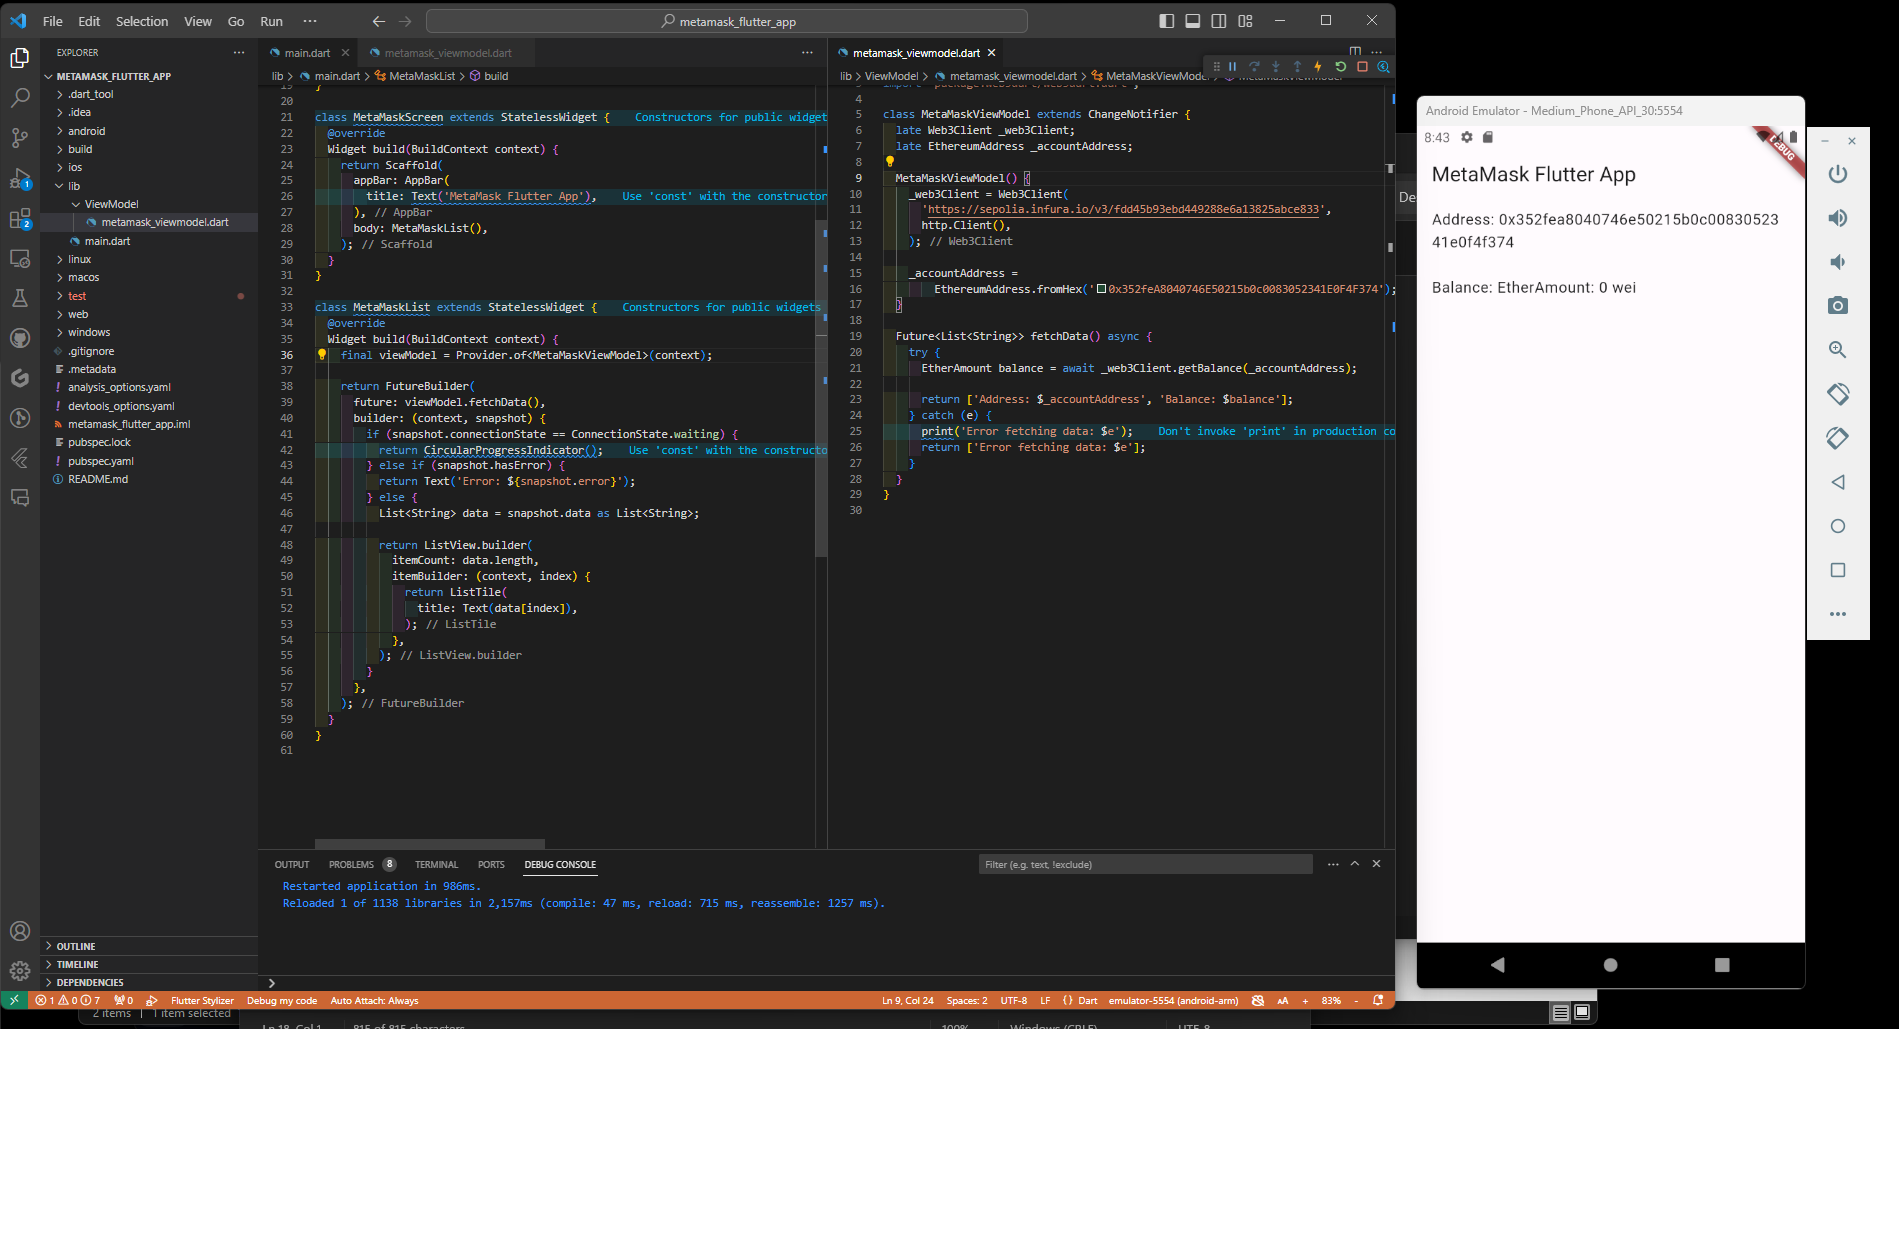 File Edit Selection View Go Run ··· metamask_flutter_app
EXPLORER
METAMASK_FLUTTER_APP
.dart_tool
.idea
android
build
ios
lib
ViewModel
metamask_viewmodel.dart
main.dart
linux
macos
test
web
windows
.gitignore
.metadata
analysis_options.yaml
devtools_options.yaml
metamask_flutter_app.iml
pubspec.lock
pubspec.yaml
README.md
OUTLINE
TIMELINE
DEPENDENCIES
1
2
main.dart metamask_viewmodel.dart
lib > main.dart > MetaMaskList > build
19 }
20
21 class MetaMaskScreen extends StatelessWidget { Constructors for public widget
22 @override
23 Widget build(BuildContext context) {
24 return Scaffold(
25 appBar: AppBar(
26 title: Text('MetaMask Flutter App'), Use 'const' with the constructor
27 ), // AppBar
28 body: MetaMaskList(),
29 ); // Scaffold
30 }
31 }
32
33 class MetaMaskList extends StatelessWidget { Constructors for public widgets
34 @override
35 Widget build(BuildContext context) {
36 final viewModel = Provider.of<MetaMaskViewModel>(context);
37
38 return FutureBuilder(
39 future: viewModel.fetchData(),
40 builder: (context, snapshot) {
41 if (snapshot.connectionState == ConnectionState.waiting) {
42 return CircularProgressIndicator(); Use 'const' with the constructo
43 } else if (snapshot.hasError) {
44 return Text('Error: ${snapshot.error}');
45 } else {
46 List<String> data = snapshot.data as List<String>;
47
48 return ListView.builder(
49 itemCount: data.length,
50 itemBuilder: (context, index) {
51 return ListTile(
52 title: Text(data[index]),
53 ); // ListTile
54 },
55 ); // ListView.builder
56 }
57 },
58 ); // FutureBuilder
59 }
60 }
61
metamask_viewmodel.dart
lib > ViewModel > metamask_viewmodel.dart > MetaMaskViewModel
4
5 class MetaMaskViewModel extends ChangeNotifier {
6 late Web3Client _web3Client;
7 late EthereumAddress _accountAddress;
8
9 MetaMaskViewModel() {
10 _web3Client = Web3Client(
11 'https://sepolia.infura.io/v3/fdd45b93ebd449288e6a13825abce833',
12 http.Client(),
13 ); // Web3Client
14
15 _accountAddress =
16 EthereumAddress.fromHex('0x352feA8040746E50215b0c0083052341E0F4F374');
17 }
18
19 Future<List<String>> fetchData() async {
20 try {
21 EtherAmount balance = await _web3Client.getBalance(_accountAddress);
22
23 return ['Address: $_accountAddress', 'Balance: $balance'];
24 } catch (e) {
25 print('Error fetching data: $e'); Don't invoke 'print' in production co
26 return ['Error fetching data: $e'];
27 }
28 }
29 }
30
OUTPUT PROBLEMS 8 TERMINAL PORTS DEBUG CONSOLE Filter (e.g. text, !exclude)
Restarted application in 986ms.
Reloaded 1 of 1138 libraries in 2,157ms (compile: 47 ms, reload: 715 ms, reassemble: 1257 ms).
1 0 7 0 Flutter Stylizer Debug my code Auto Attach: Always Ln 9, Col 24 Spaces: 2 UTF-8 LF {} Dart emulator-5554 (android-arm) AA + 83% -
2 items 1 item selected
De
Android Emulator - Medium_Phone_API_30:5554
8:43
DEBUG
MetaMask Flutter App
Address: 0x352fea8040746e50215b0c00830523
41e0f4f374
Balance: EtherAmount: 0 wei